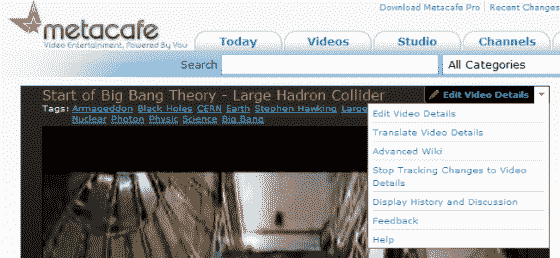 Download Metacafe Pro | Recent Changes
metacafe
Video Entertainment, Powered By You
Today Videos Studio Channels
Search All Categories
Start of Big Bang Theory - Large Hadron Collider
Edit Video Details
Tags: Armageddon Black Holes CERN Earth Stephen Hawking Large
Nuclear Photon Physic Science Big Bang
Edit Video Details
Translate Video Details
Advanced Wiki
Stop Tracking Changes to Video
Details
Display History and Discussion
Feedback
Help